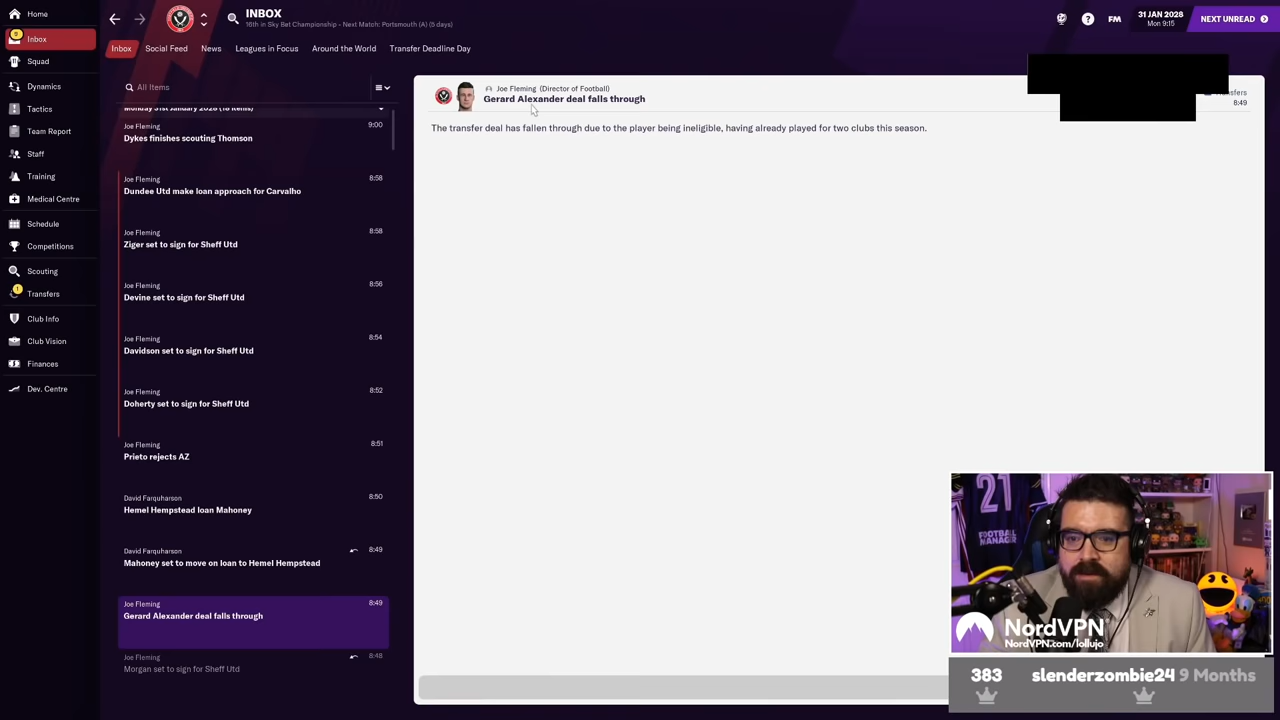 Home
INBOX
16th in Sky Bet Championship - Next Match: Portsmouth (A) (5 days)
FM
31 JAN 2028
Mon 9:15
NEXT UNREAD
9
Inbox
Squad
Dynamics
Tactics
Team Report
Staff
Training
Medical Centre
Schedule
Competitions
Scouting
1
Transfers
Club Info
Club Vision
Finances
Dev. Centre
Inbox
Social Feed
News
Leagues in Focus
Around the World
Transfer Deadline Day
All Items
Monday 31st January 2028 (18 items)
Joe Fleming
9:00
Dykes finishes scouting Thomson
Joe Fleming
8:58
Dundee Utd make loan approach for Carvalho
Joe Fleming
8:58
Ziger set to sign for Sheff Utd
Joe Fleming
8:56
Devine set to sign for Sheff Utd
Joe Fleming
8:54
Davidson set to sign for Sheff Utd
Joe Fleming
8:52
Doherty set to sign for Sheff Utd
Joe Fleming
8:51
Prieto rejects AZ
David Farquharson
8:50
Hemel Hempstead loan Mahoney
David Farquharson
8:49
Mahoney set to move on loan to Hemel Hempstead
Joe Fleming
8:49
Gerard Alexander deal falls through
Joe Fleming
8:48
Morgan set to sign for Sheff Utd
Joe Fleming (Director of Football)
Gerard Alexander deal falls through
8:49
The transfer deal has fallen through due to the player being ineligible, having already played for two clubs this season.
21
FOOTBALL
MANAGER
NordVPN
NordVPN.com/lollujo
383
slenderzombie24 9 Months